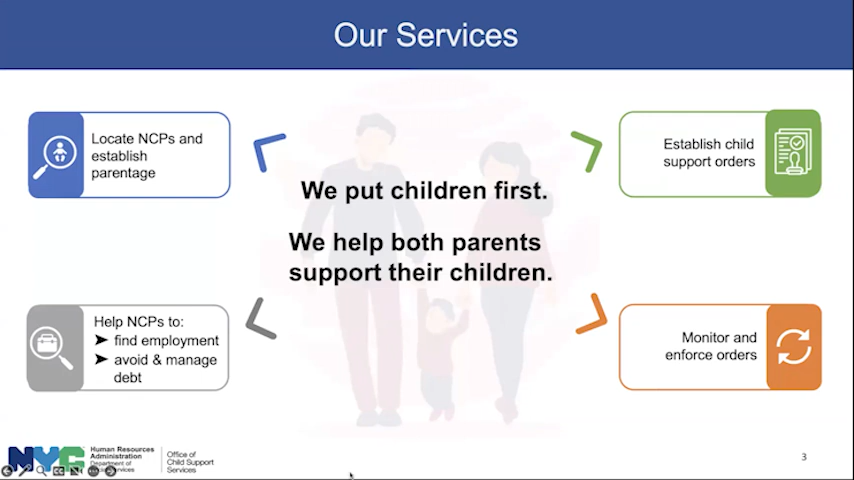 Our Services
Locate NCPs and
establish
parentage
Establish child
support orders
We put children first.
We help both parents
support their children.
Help NCPs to:
➤ find employment
➤ avoid & manage
debt
Monitor and
enforce orders
NYC
Human Resources
Administration
Department of
Services
Office of
Child Support
Services
3